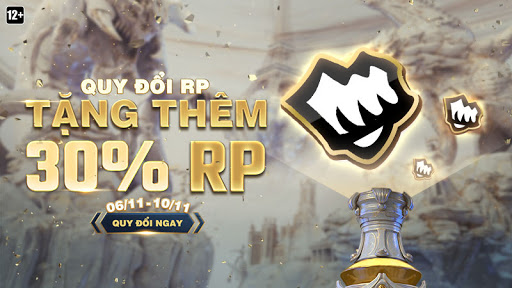 12+
QUY ĐỔI RP
TẶNG THÊM
30% RP
06/11-10/11
QUY ĐỔI NGAY